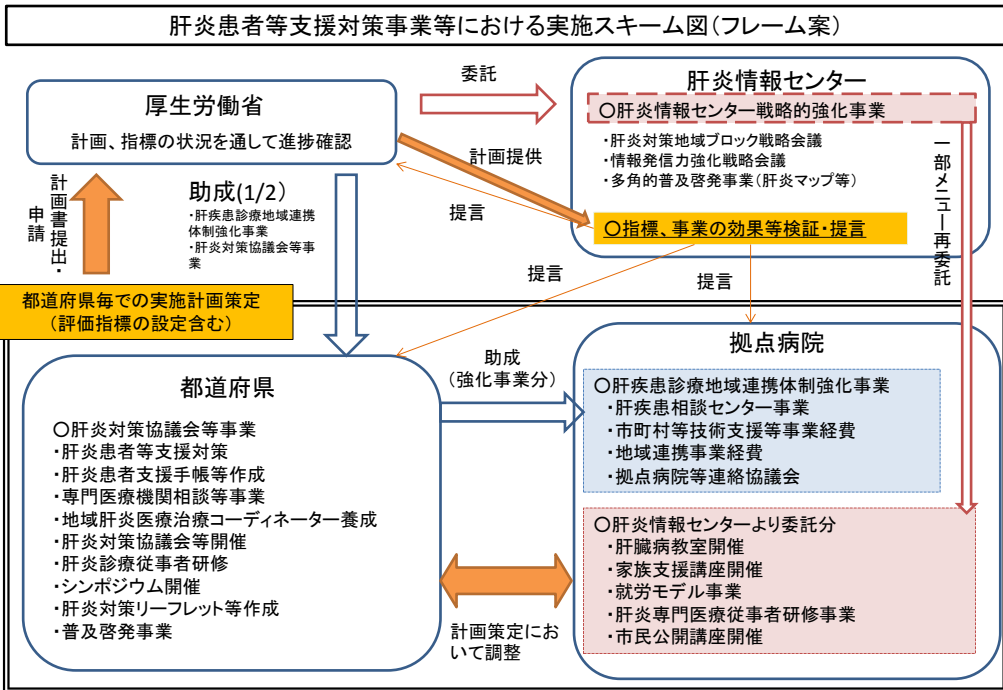 肝炎患者等支援対策事業等における実施スキーム図(フレーム案)
厚生労働省
計画、指標の状況を通して進捗確認
委託
肝炎情報センター
○肝炎情報センター戦略的強化事業
・肝炎対策地域ブロック戦略会議
・情報発信力強化戦略会議
・多角的普及啓発事業(肝炎マップ等)
○指標、事業の効果等検証・提言
一部メニュー再委託
計画提供
提言
計画書提出・
申請
助成(1/2)
・肝疾患診療地域連携
体制強化事業
・肝炎対策協議会等事
業
提言
提言
都道府県毎での実施計画策定
(評価指標の設定含む)
都道府県
○肝炎対策協議会等事業
・肝炎患者等支援対策
・肝炎患者支援手帳等作成
・専門医療機関相談等事業
・地域肝炎医療治療コーディネーター養成
・肝炎対策協議会等開催
・肝炎診療従事者研修
・シンポジウム開催
・肝炎対策リーフレット等作成
・普及啓発事業
助成
(強化事業分)
計画策定にお
いて調整
拠点病院
○肝疾患診療地域連携体制強化事業
・肝疾患相談センター事業
・市町村等技術支援等事業経費
・地域連携事業経費
・拠点病院等連絡協議会
○肝炎情報センターより委託分
・肝臓病教室開催
・家族支援講座開催
・就労モデル事業
・肝炎専門医療従事者研修事業
・市民公開講座開催